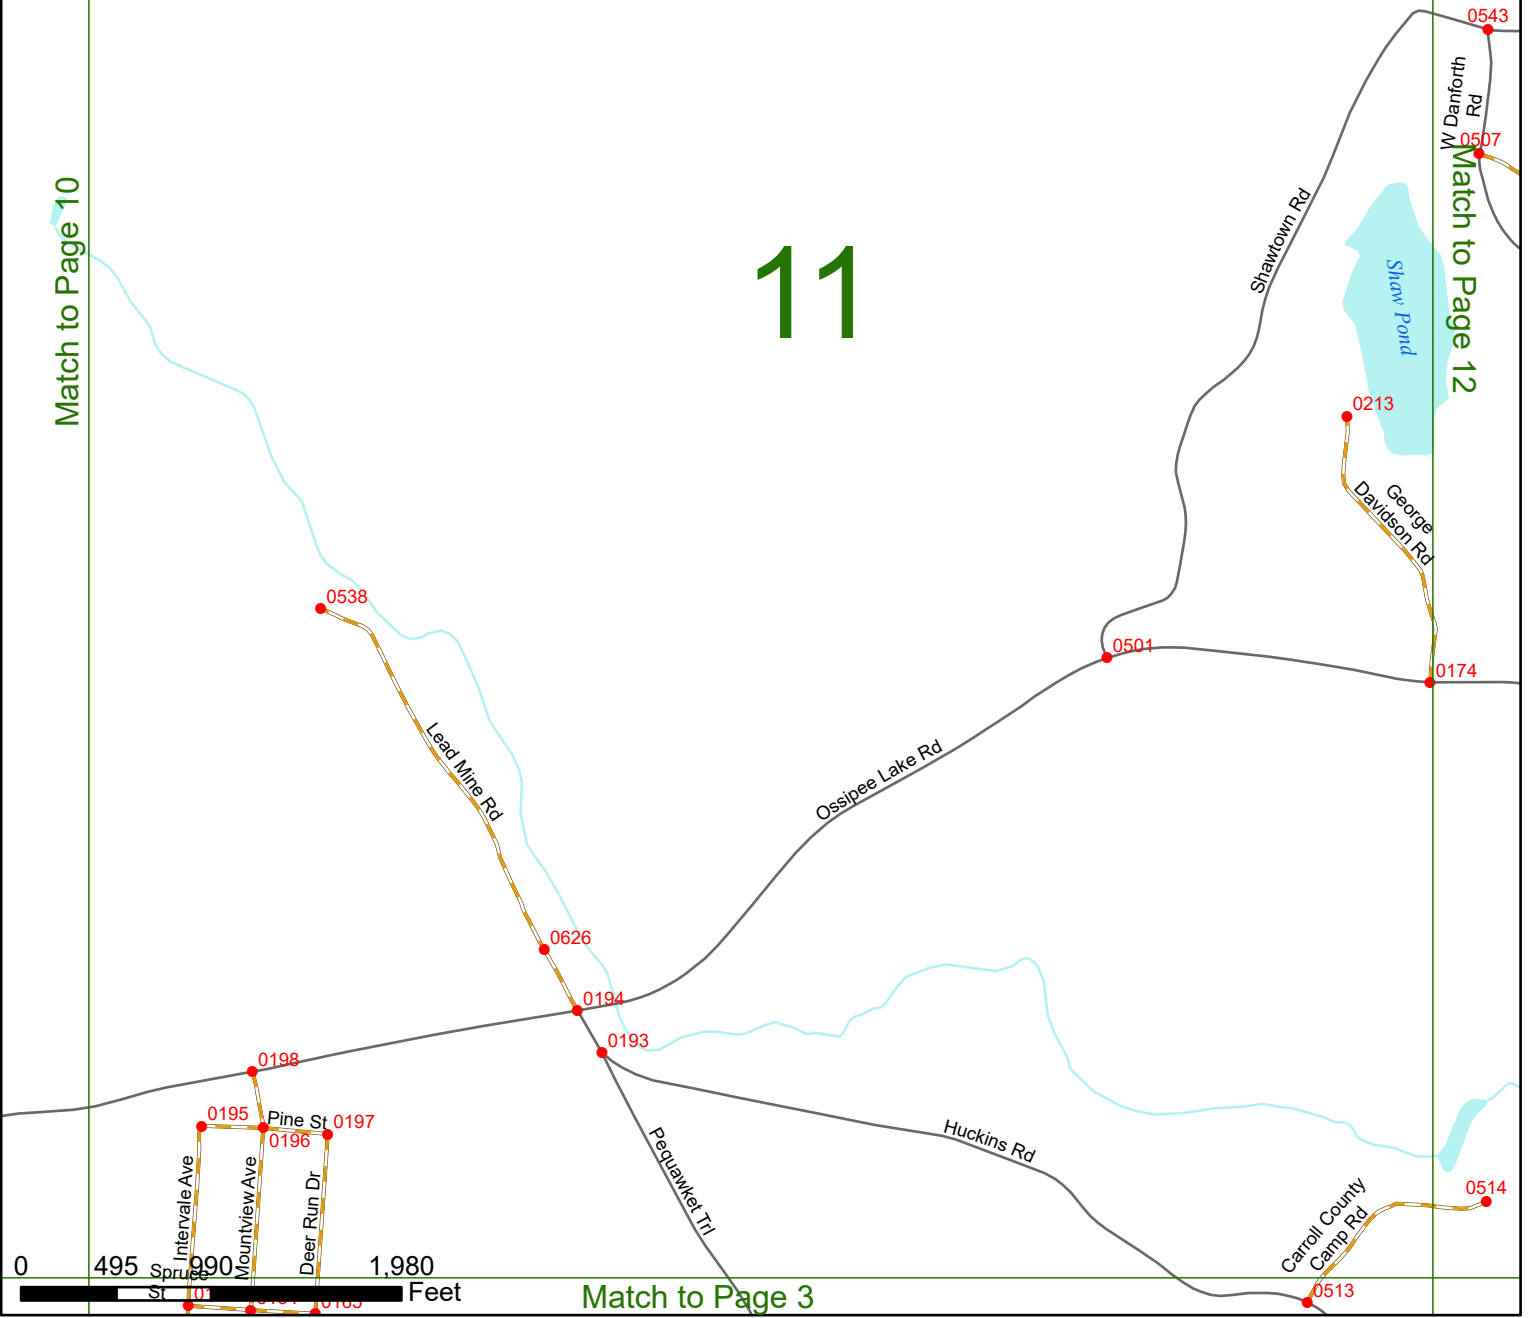 0543
W Danforth
Rd
0507
Match to Page 10
Match to Page 12
11
Shawtown Rd
Shaw Pond
0213
George
Davidson Rd
0538
0501
0174
Lead Mine Rd
Ossipee Lake Rd
0626
0194
0193
0198
0195
Pine St
0197
0196
Pequawket Trl
Huckins Rd
Intervale Ave
Mountview Ave
Deer Run Dr
0514
Carroll County
Camp Rd
0 495 990 1,980
Spruce
St
Feet
0165
Match to Page 3
0513